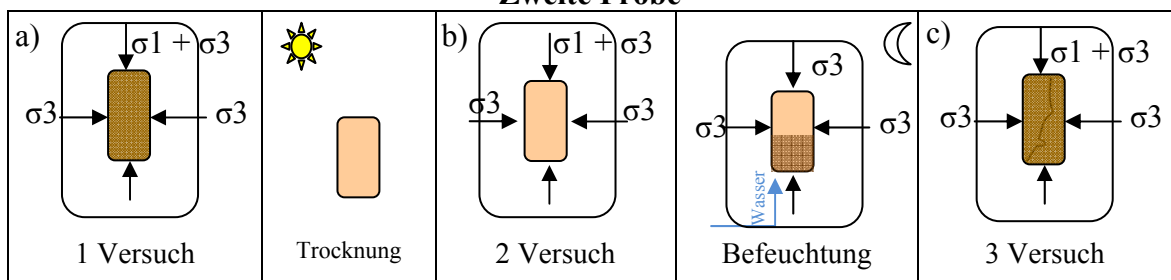 Zweite Probe
a)
σ1 + σ3
σ3
σ3
1 Versuch
Trocknung
b)
σ1 + σ3
σ3
σ3
2 Versuch
σ3
σ3
σ3
Wasser
Befeuchtung
c)
σ1 + σ3
σ3
σ3
3 Versuch